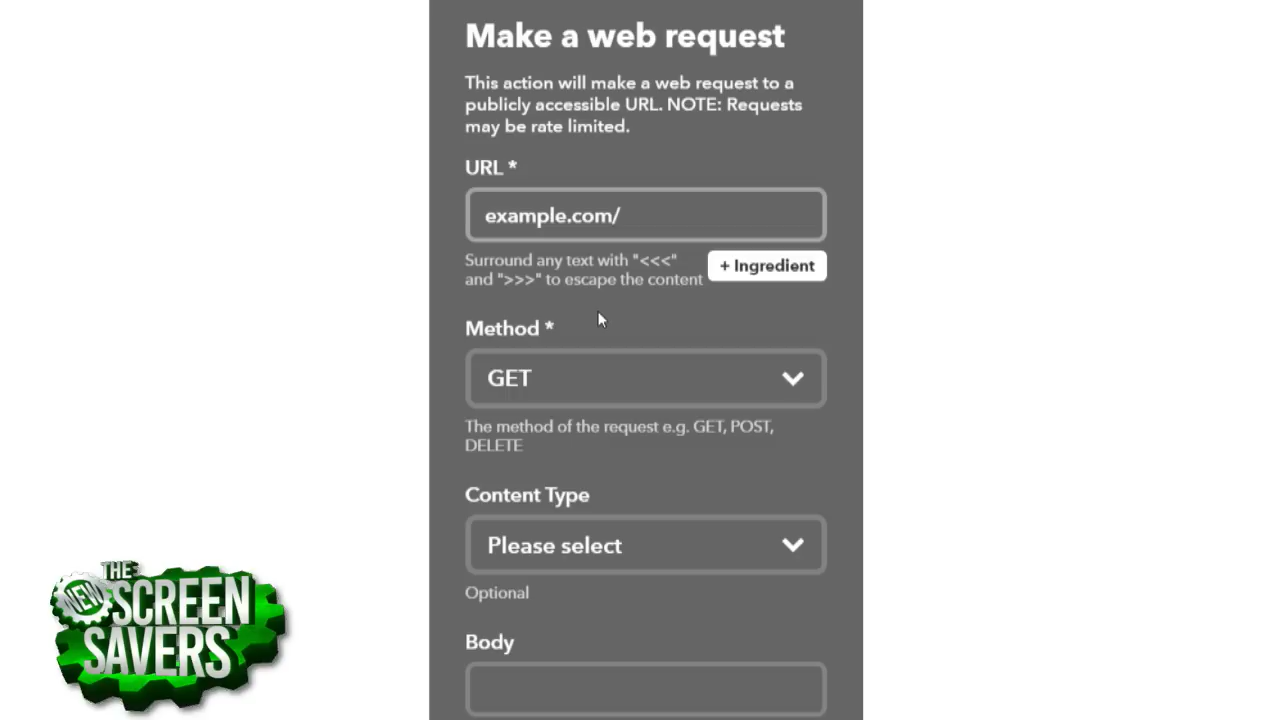 Make a web request
This action will make a web request to a
publicly accessible URL. NOTE: Requests
may be rate limited.
URL *
example.com/
Surround any text with "<<<"
and ">>>" to escape the content
+ Ingredient
Method *
GET
The method of the request e.g. GET, POST,
DELETE
Content Type
Please select
Optional
Body
THE
NEW
SCREEN
SAVERS